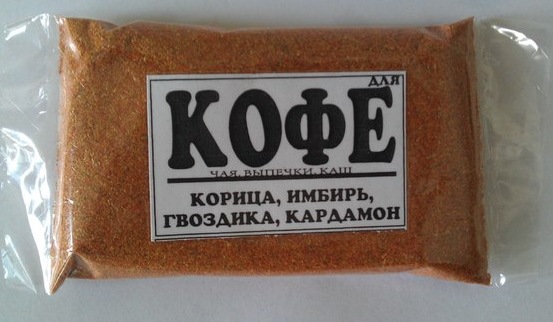 ДЛЯ
КОФЕ
ЧАЯ, ВЫПЕЧКИ, КАШ
КОРИЦА, ИМБИРЬ,
ГВОЗДИКА, КАРДАМОН